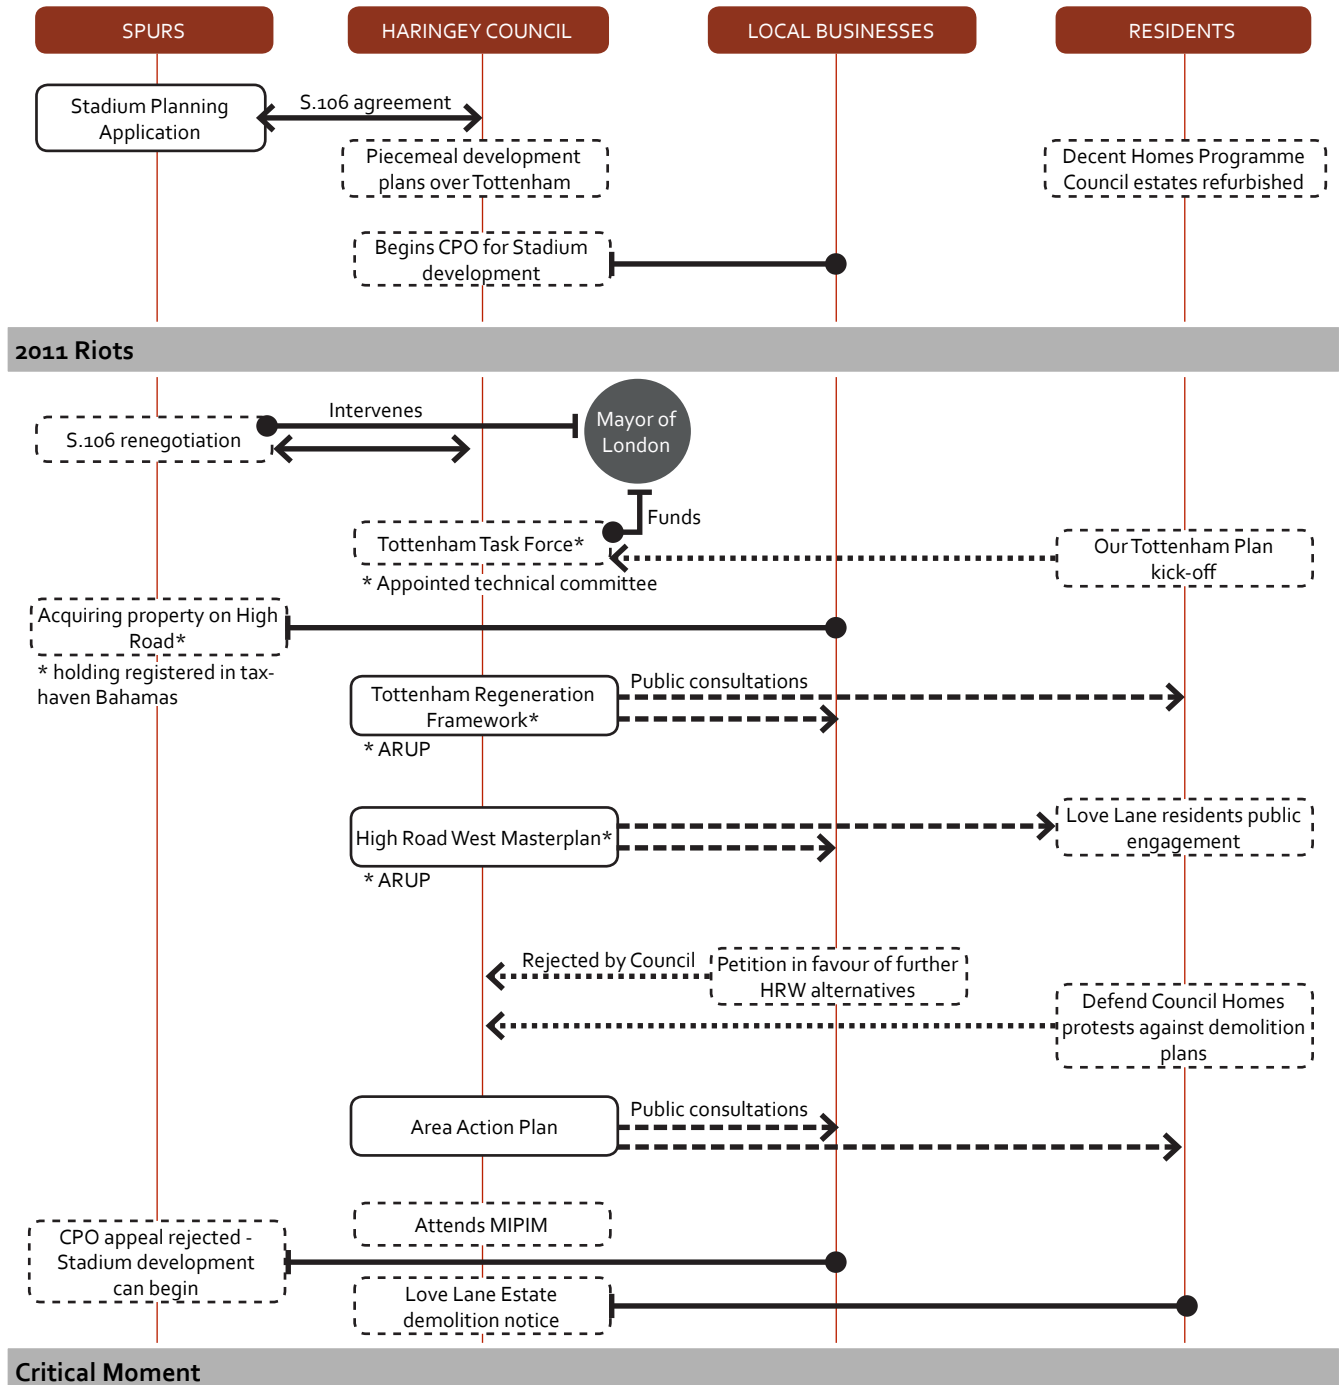 SPURS
HARINGEY COUNCIL
LOCAL BUSINESSES
RESIDENTS
Stadium Planning
Application
S.106 agreement
Piecemeal development
plans over Tottenham
Decent Homes Programme
Council estates refurbished
Begins CPO for Stadium
development
2011 Riots
Intervenes
Mayor of
London
S.106 renegotiation
Funds
Tottenham Task Force*
* Appointed technical committee
Our Tottenham Plan
kick-off
Acquiring property on High
Road*
* holding registered in tax-
haven Bahamas
Tottenham Regeneration
Framework*
* ARUP
Public consultations
High Road West Masterplan*
* ARUP
Love Lane residents public
engagement
Rejected by Council
Petition in favour of further
HRW alternatives
Defend Council Homes
protests against demolition
plans
Area Action Plan
Public consultations
Attends MIPIM
CPO appeal rejected -
Stadium development
can begin
Love Lane Estate
demolition notice
Critical Moment